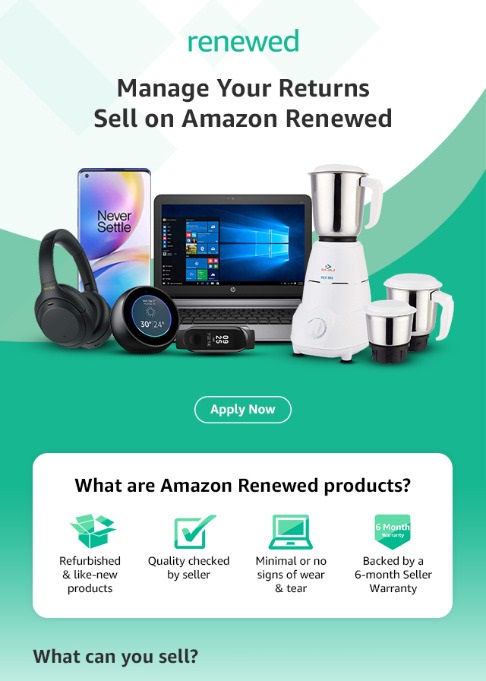 renewed
Manage Your Returns
Sell on Amazon Renewed
Never
Settle
30° 24°
Apply Now
What are Amazon Renewed products?
Refurbished
& like-new
products
Quality checked
by seller
Minimal or no
signs of wear
& tear
6 Month
Warranty
Backed by a
6-month Seller
Warranty
What can you sell?